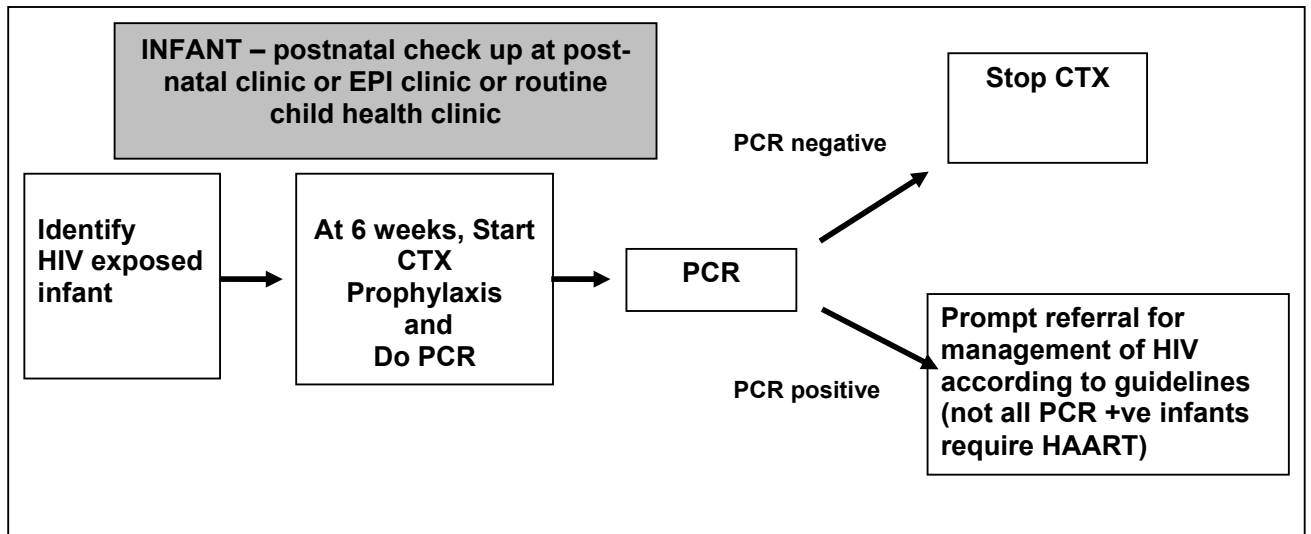 INFANT – postnatal check up at post-
natal clinic or EPI clinic or routine
child health clinic
Identify
HIV exposed
infant
At 6 weeks, Start
CTX
Prophylaxis
and
Do PCR
PCR
PCR negative
Stop CTX
PCR positive
Prompt referral for
management of HIV
according to guidelines
(not all PCR +ve infants
require HAART)